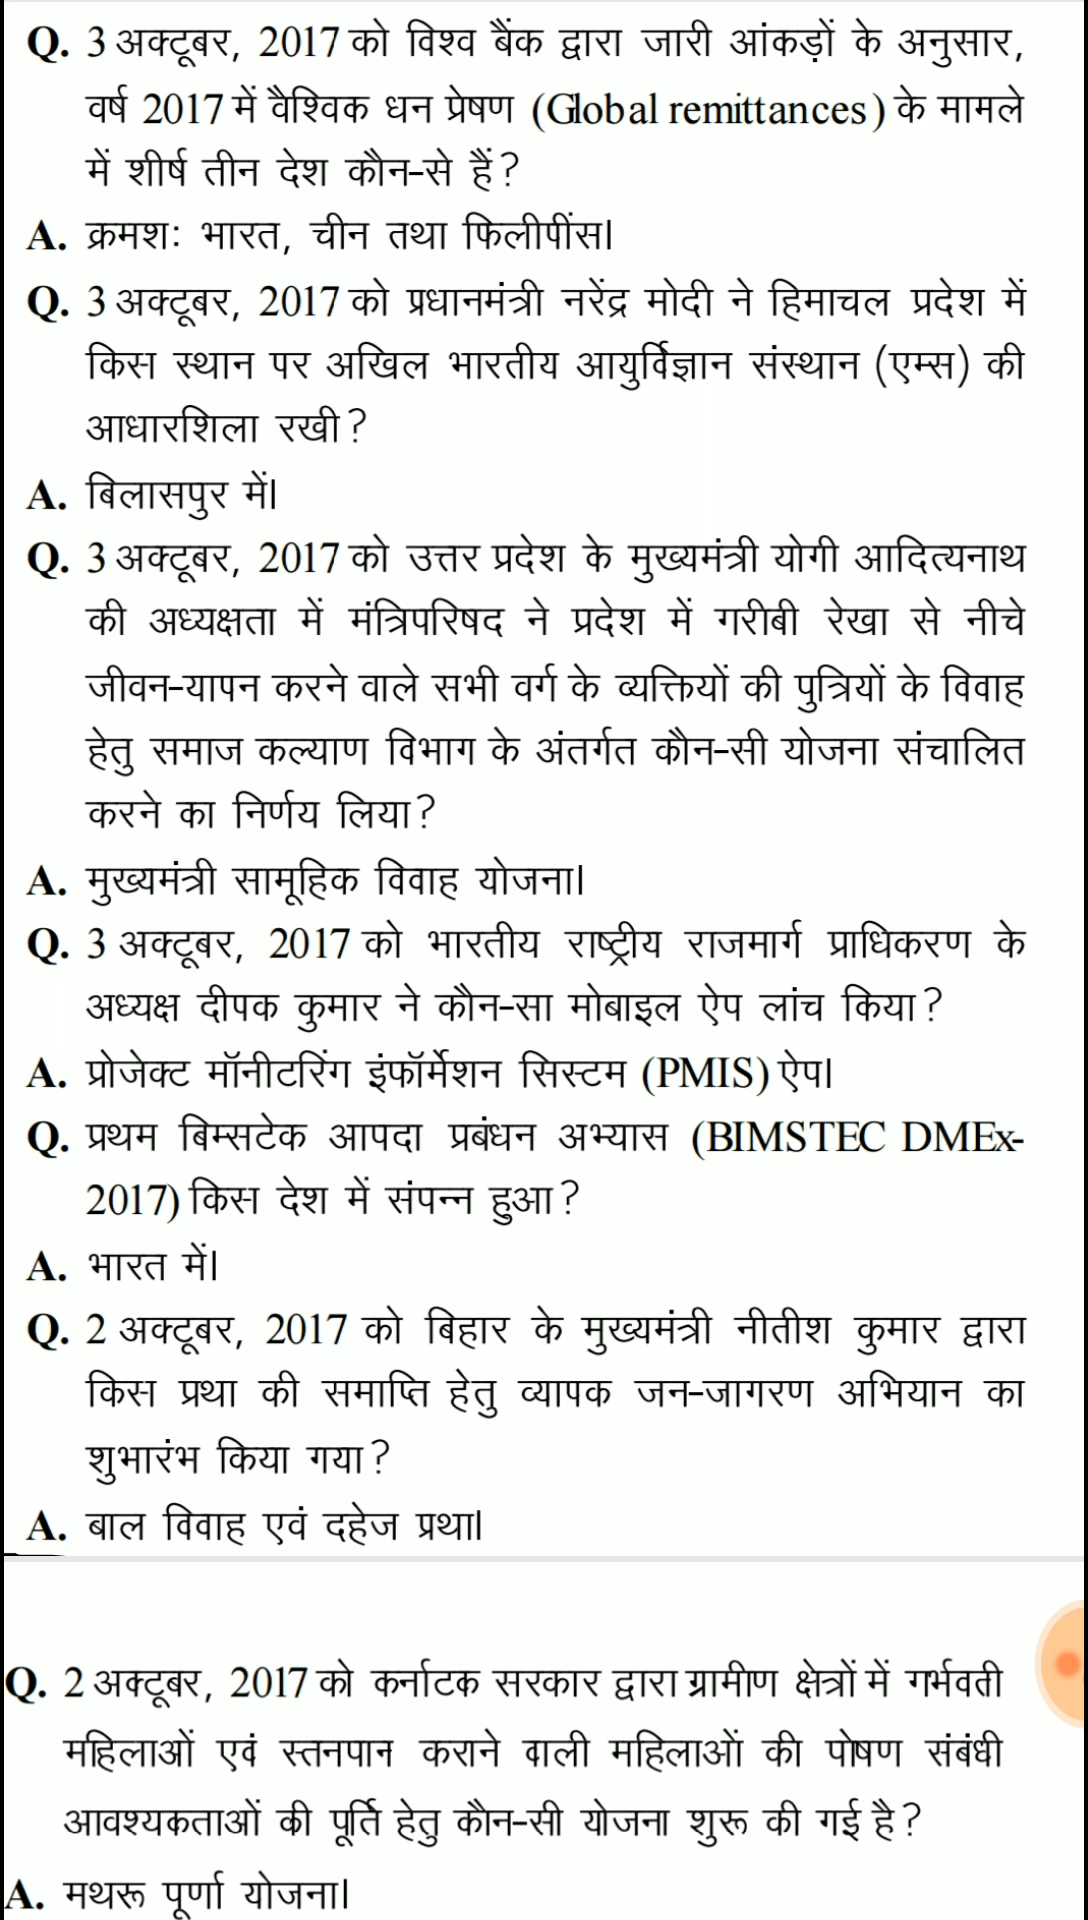 Q. 3 अक्टूबर, 2017 को विश्व बैंक द्वारा जारी आंकड़ों के अनुसार,
वर्ष 2017 में वैश्विक धन प्रेषण (Global remittances) के मामले
में शीर्ष तीन देश कौन-से हैं?
A. क्रमशः भारत, चीन तथा फिलीपींस।
Q. 3 अक्टूबर, 2017 को प्रधानमंत्री नरेंद्र मोदी ने हिमाचल प्रदेश में
किस स्थान पर अखिल भारतीय आयुर्विज्ञान संस्थान (एम्स) की
आधारशिला रखी?
A. बिलासपुर में।
Q. 3 अक्टूबर, 2017 को उत्तर प्रदेश के मुख्यमंत्री योगी आदित्यनाथ
की अध्यक्षता में मंत्रिपरिषद ने प्रदेश में गरीबी रेखा से नीचे
जीवन-यापन करने वाले सभी वर्ग के व्यक्तियों की पुत्रियों के विवाह
हेतु समाज कल्याण विभाग के अंतर्गत कौन-सी योजना संचालित
करने का निर्णय लिया?
A. मुख्यमंत्री सामूहिक विवाह योजना।
Q. 3 अक्टूबर, 2017 को भारतीय राष्ट्रीय राजमार्ग प्राधिकरण के
अध्यक्ष दीपक कुमार ने कौन-सा मोबाइल ऐप लांच किया?
A. प्रोजेक्ट मॉनीटरिंग इंफॉर्मेशन सिस्टम (PMIS) ऐप।
Q. प्रथम बिम्सटेक आपदा प्रबंधन अभ्यास (BIMSTEC DMEx-
2017) किस देश में संपन्न हुआ?
A. भारत में।
Q. 2 अक्टूबर, 2017 को बिहार के मुख्यमंत्री नीतीश कुमार द्वारा
किस प्रथा की समाप्ति हेतु व्यापक जन-जागरण अभियान का
शुभारंभ किया गया?
A. बाल विवाह एवं दहेज प्रथा।
Q. 2 अक्टूबर, 2017 को कर्नाटक सरकार द्वारा ग्रामीण क्षेत्रों में गर्भवती
महिलाओं एवं स्तनपान कराने वाली महिलाओं की पोषण संबंधी
आवश्यकताओं की पूर्ति हेतु कौन-सी योजना शुरू की गई है?
A. मथरू पूर्णा योजना।